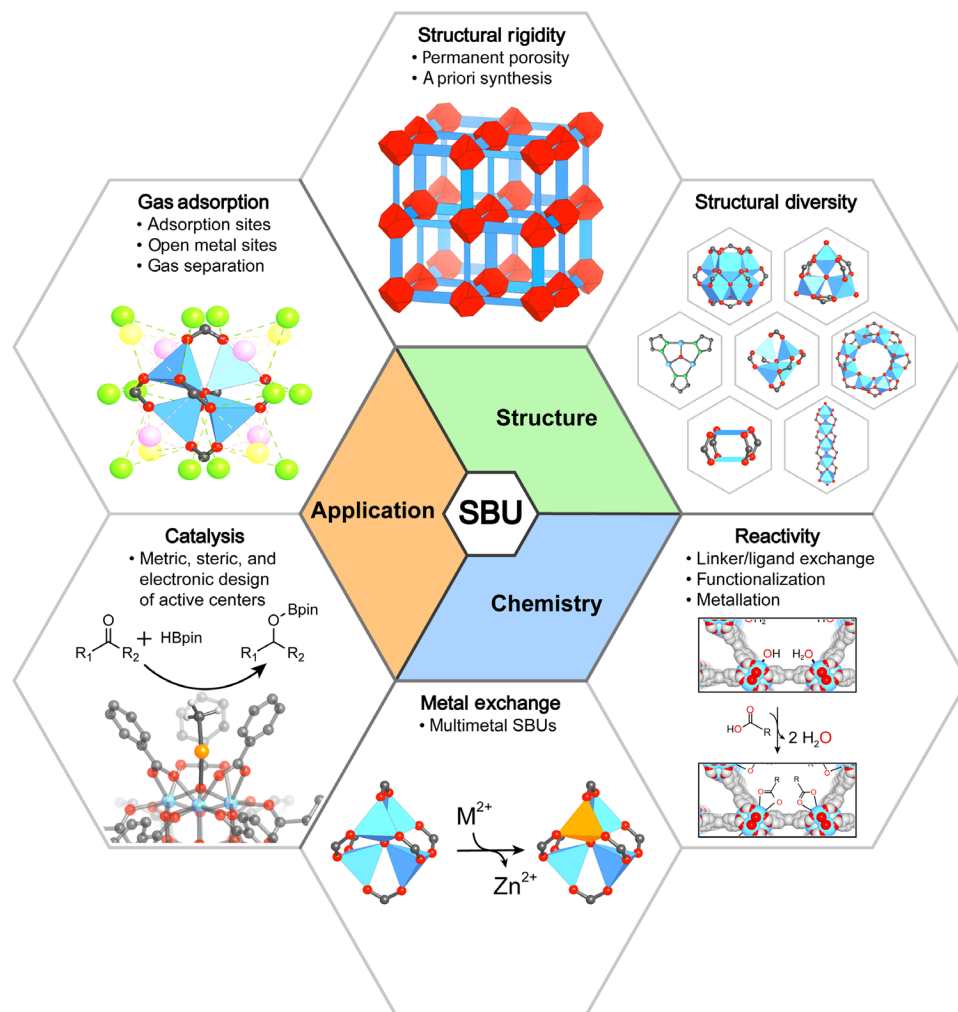 Structural rigidity
• Permanent porosity
• A priori synthesis
Gas adsorption
• Adsorption sites
• Open metal sites
• Gas separation
Structural diversity
Structure
Application
SBU
Chemistry
Catalysis
• Metric, steric, and
electronic design
of active centers
O
R1
R2
+
HBpin
OBpin
R1
R2
Metal exchange
• Multimetal SBUs
M2+
Zn2+
Reactivity
• Linker/ligand exchange
• Functionalization
• Metallation
OH
H2O
O
HO
R
2 H2O
R
O
O
R
O
O